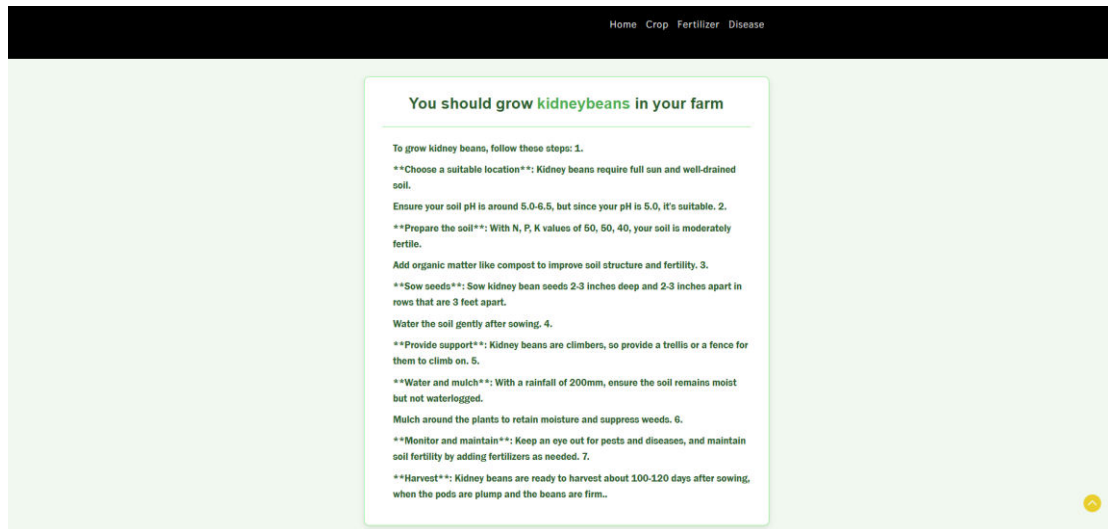 Home Crop Fertilizer Disease
You should grow kidneybeans in your farm
To grow kidney beans, follow these steps: 1.
**Choose a suitable location**: Kidney beans require full sun and well-drained
soil.
Ensure your soil pH is around 5.0-6.5, but since your pH is 5.0, it's suitable. 2.
**Prepare the soil**: With N, P, K values of 50, 50, 40, your soil is moderately
fertile.
Add organic matter like compost to improve soil structure and fertility. 3.
**Sow seeds**: Sow kidney bean seeds 2-3 inches deep and 2-3 inches apart in
rows that are 3 feet apart.
Water the soil gently after sowing. 4.
**Provide support**: Kidney beans are climbers, so provide a trellis or a fence for
them to climb on. 5.
**Water and mulch**: With a rainfall of 200mm, ensure the soil remains moist
but not waterlogged.
Mulch around the plants to retain moisture and suppress weeds. 6.
**Monitor and maintain**: Keep an eye out for pests and diseases, and maintain
soil fertility by adding fertilizers as needed. 7.
**Harvest**: Kidney beans are ready to harvest about 100-120 days after sowing,
when the pods are plump and the beans are firm..